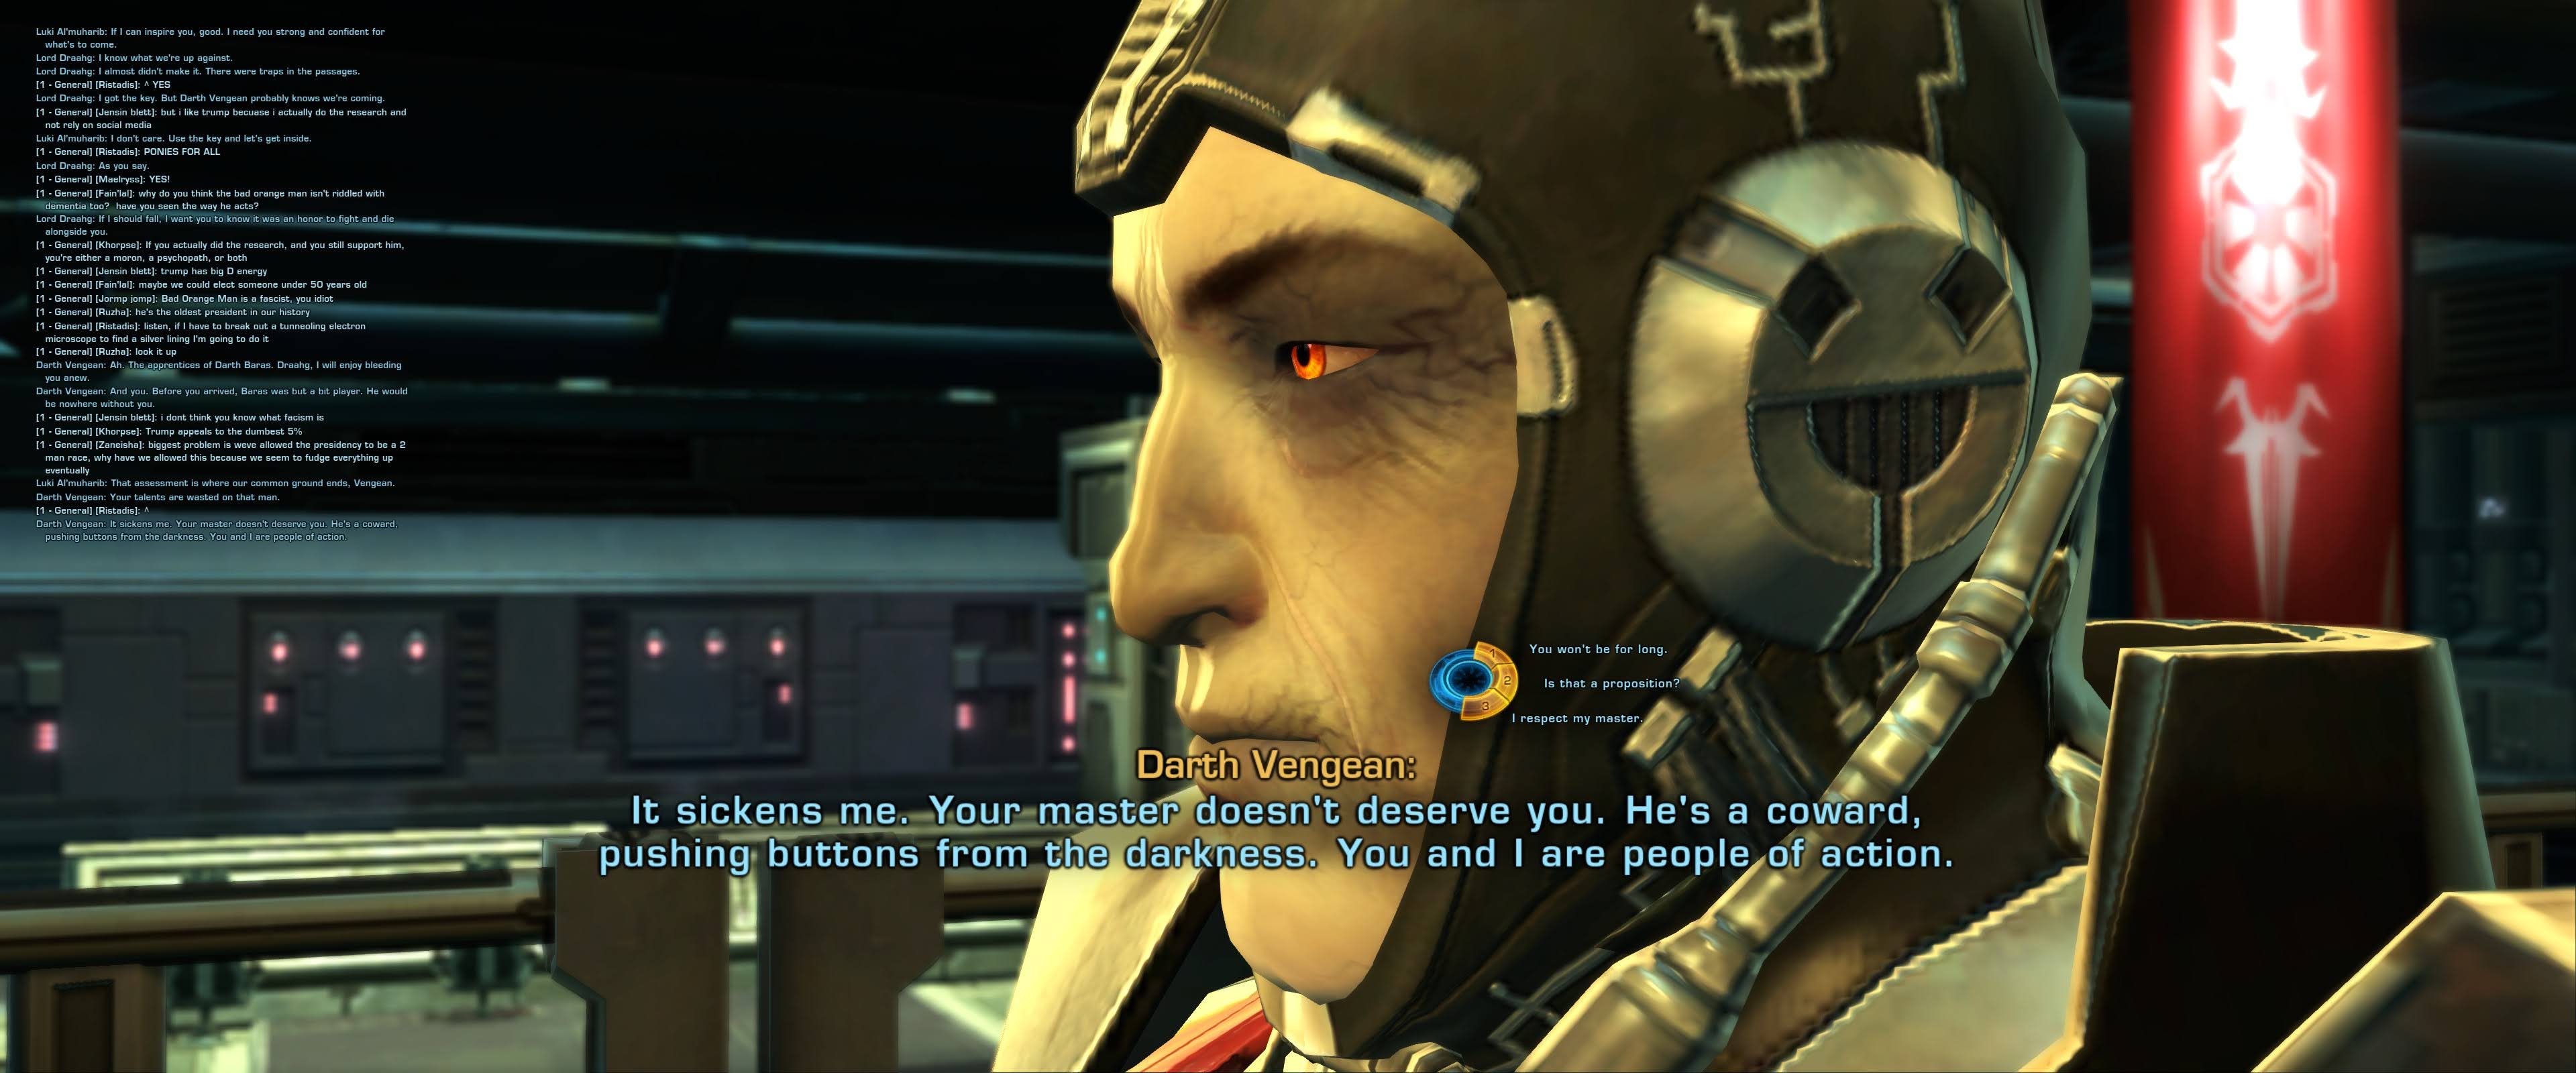 Luki Al'muharib: If I can inspire you, good. I need you strong and confident for
what's to come.
Lord Draahg: I know what we're up against.
Lord Draahg: I almost didn't make it. There were traps in the passages.
[1 - General] [Ristadis]: ^ YES
Lord Draahg: I got the key. But Darth Vengean probably knows we're coming.
[1 - General] [Jensin blett]: but i like trump becuase i actually do the research and
not rely on social media
Luki Al'muharib: I don't care. Use the key and let's get inside.
[1 - General] [Ristadis]: PONIES FOR ALL
Lord Draahg: As you say.
[1 - General] [Maelryss]: YES!
[1 - General] [Fain'lal]: why do you think the bad orange man isn't riddled with
dementia too? have you seen the way he acts?
Lord Draahg: If I should fall, I want you to know it was an honor to fight and die
alongside you.
[1 - General] [Khorpse]: If you actually did the research, and you still support him,
you're either a moron, a psychopath, or both
[1 - General] [Jensin blett]: trump has big D energy
[1 - General] [Fain'lal]: maybe we could elect someone under 50 years old
[1 - General] [Jormp jomp]: Bad Orange Man is a fascist, you idiot
[1 - General] [Ruzha]: he's the oldest president in our history
[1 - General] [Ristadis]: listen, if I have to break out a tunneoling electron
microscope to find a silver lining I'm going to do it
[1 - General] [Ruzha]: look it up
Darth Vengean: Ah. The apprentices of Darth Baras. Draahg, I will enjoy bleeding
you anew.
Darth Vengean: And you. Before you arrived, Baras was but a bit player. He would
be nowhere without you.
[1 - General] [Jensin blett]: i dont think you know what facism is
[1 - General] [Khorpse]: Trump appeals to the dumbest 5%
[1 - General] [Zaneisha]: biggest problem is weve allowed the presidency to be a 2
man race, why have we allowed this because we seem to fudge everything up
eventually
Luki Al'muharib: That assessment is where our common ground ends, Vengean.
Darth Vengean: Your talents are wasted on that man.
[1 - General] [Ristadis]: ^
Darth Vengean: It sickens me. Your master doesn't deserve you. He's a coward,
pushing buttons from the darkness. You and I are people of action.
1 You won't be for long.
2 Is that a proposition?
3 I respect my master.
Darth Vengean:
It sickens me. Your master doesn't deserve you. He's a coward,
pushing buttons from the darkness. You and I are people of action.